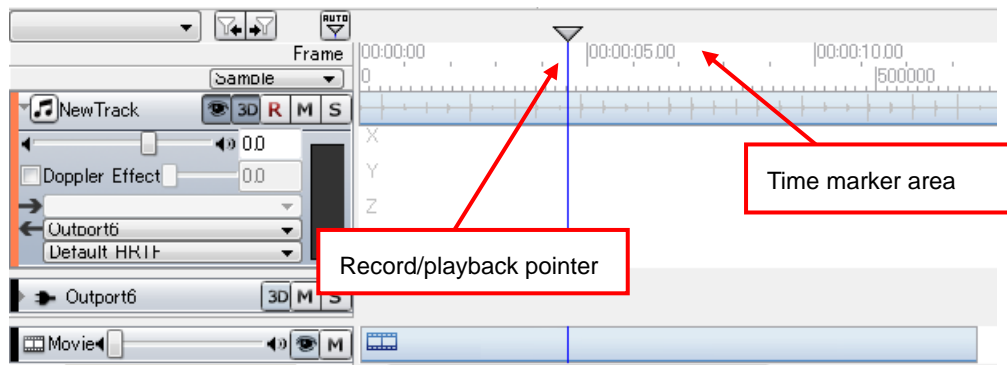 AUTO
Frame
00:00:00 00:00:05.00 00:00:10.00
Sample
0 500000
NewTrack 3D R M S
0.0
X
Doppler Effect 0.0
Y
Z
Time marker area
Outport6
Default HRTF
Record/playback pointer
Outport6 3D M S
Movie M